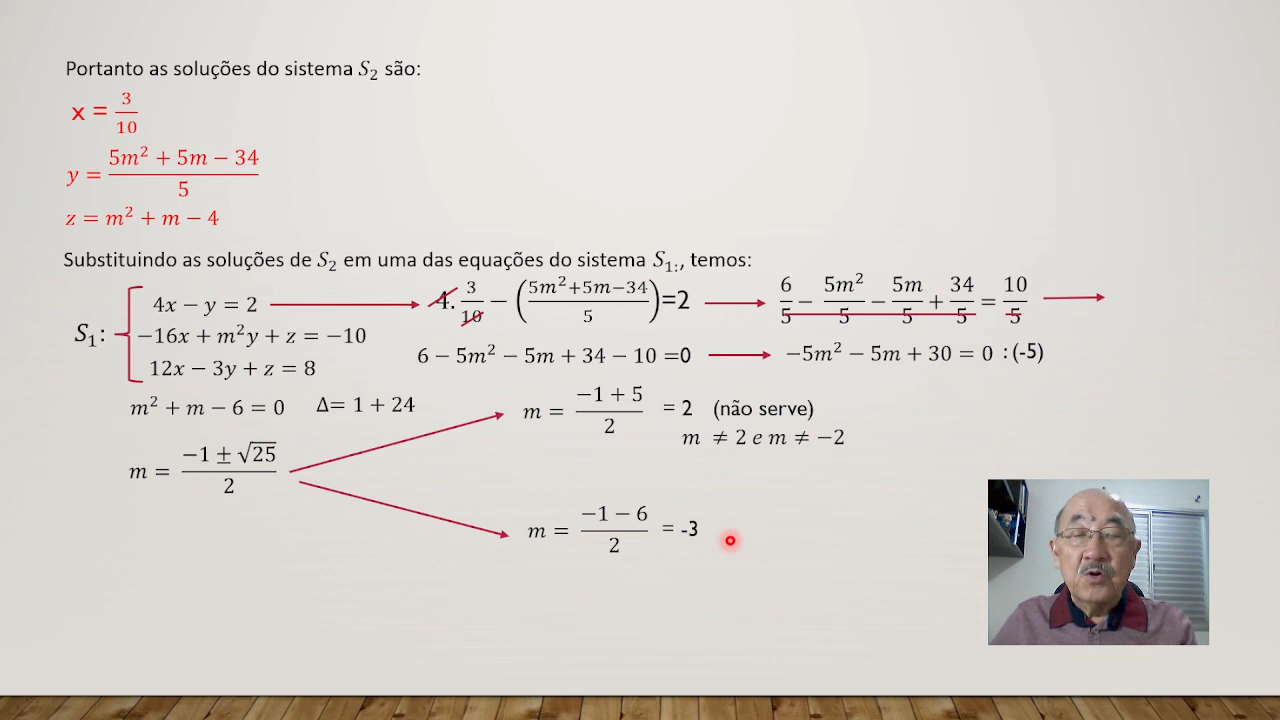 Portanto as soluções do sistema S₂ são:
x = 3/10
y = (5m² + 5m − 34)/5
z = m² + m − 4
Substituindo as soluções de S₂ em uma das equações do sistema S₁:, temos:
S₁: { 4x − y = 2
4. 3/10 − ((5m²+5m−34)/5)=2
6/5 − 5m²/5 − 5m/5 + 34/5 = 10/5
−16x + m²y + z = −10
6 − 5m² − 5m + 34 − 10 =0
−5m² − 5m + 30 = 0 : (-5)
12x − 3y + z = 8
m² + m − 6 = 0 Δ= 1 + 24
m = (−1 + 5)/2 = 2 (não serve)
m ≠ 2 e m ≠ −2
m = (−1 ± √25)/2
m = (−1 − 6)/2 = -3